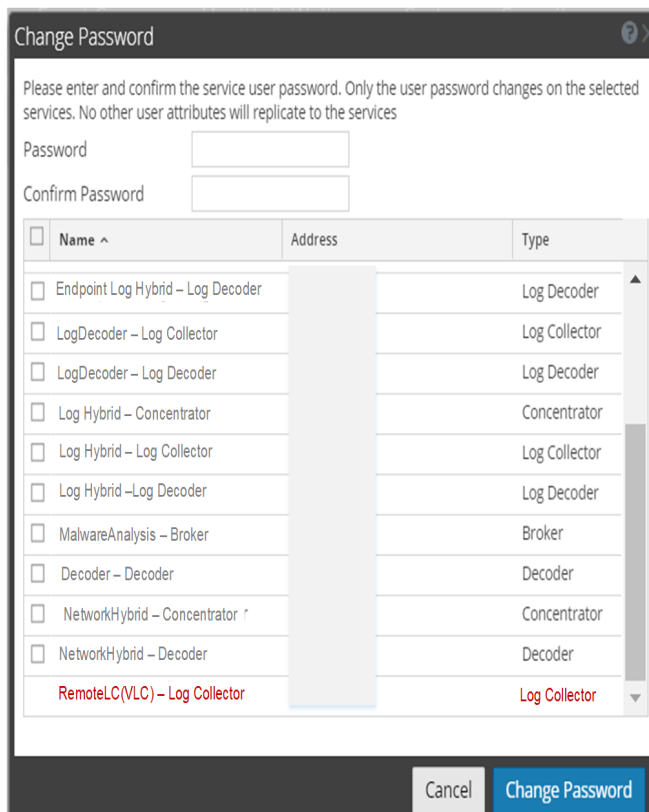 Change Password
Please enter and confirm the service user password. Only the user password changes on the selected
services. No other user attributes will replicate to the services
Password
Confirm Password
Name Address Type
Endpoint Log Hybrid – Log Decoder Log Decoder
LogDecoder – Log Collector Log Collector
LogDecoder – Log Decoder Log Decoder
Log Hybrid – Concentrator Concentrator
Log Hybrid – Log Collector Log Collector
Log Hybrid –Log Decoder Log Decoder
MalwareAnalysis – Broker Broker
Decoder – Decoder Decoder
NetworkHybrid – Concentrator Concentrator
NetworkHybrid – Decoder Decoder
RemoteLC(VLC) – Log Collector Log Collector
Cancel Change Password